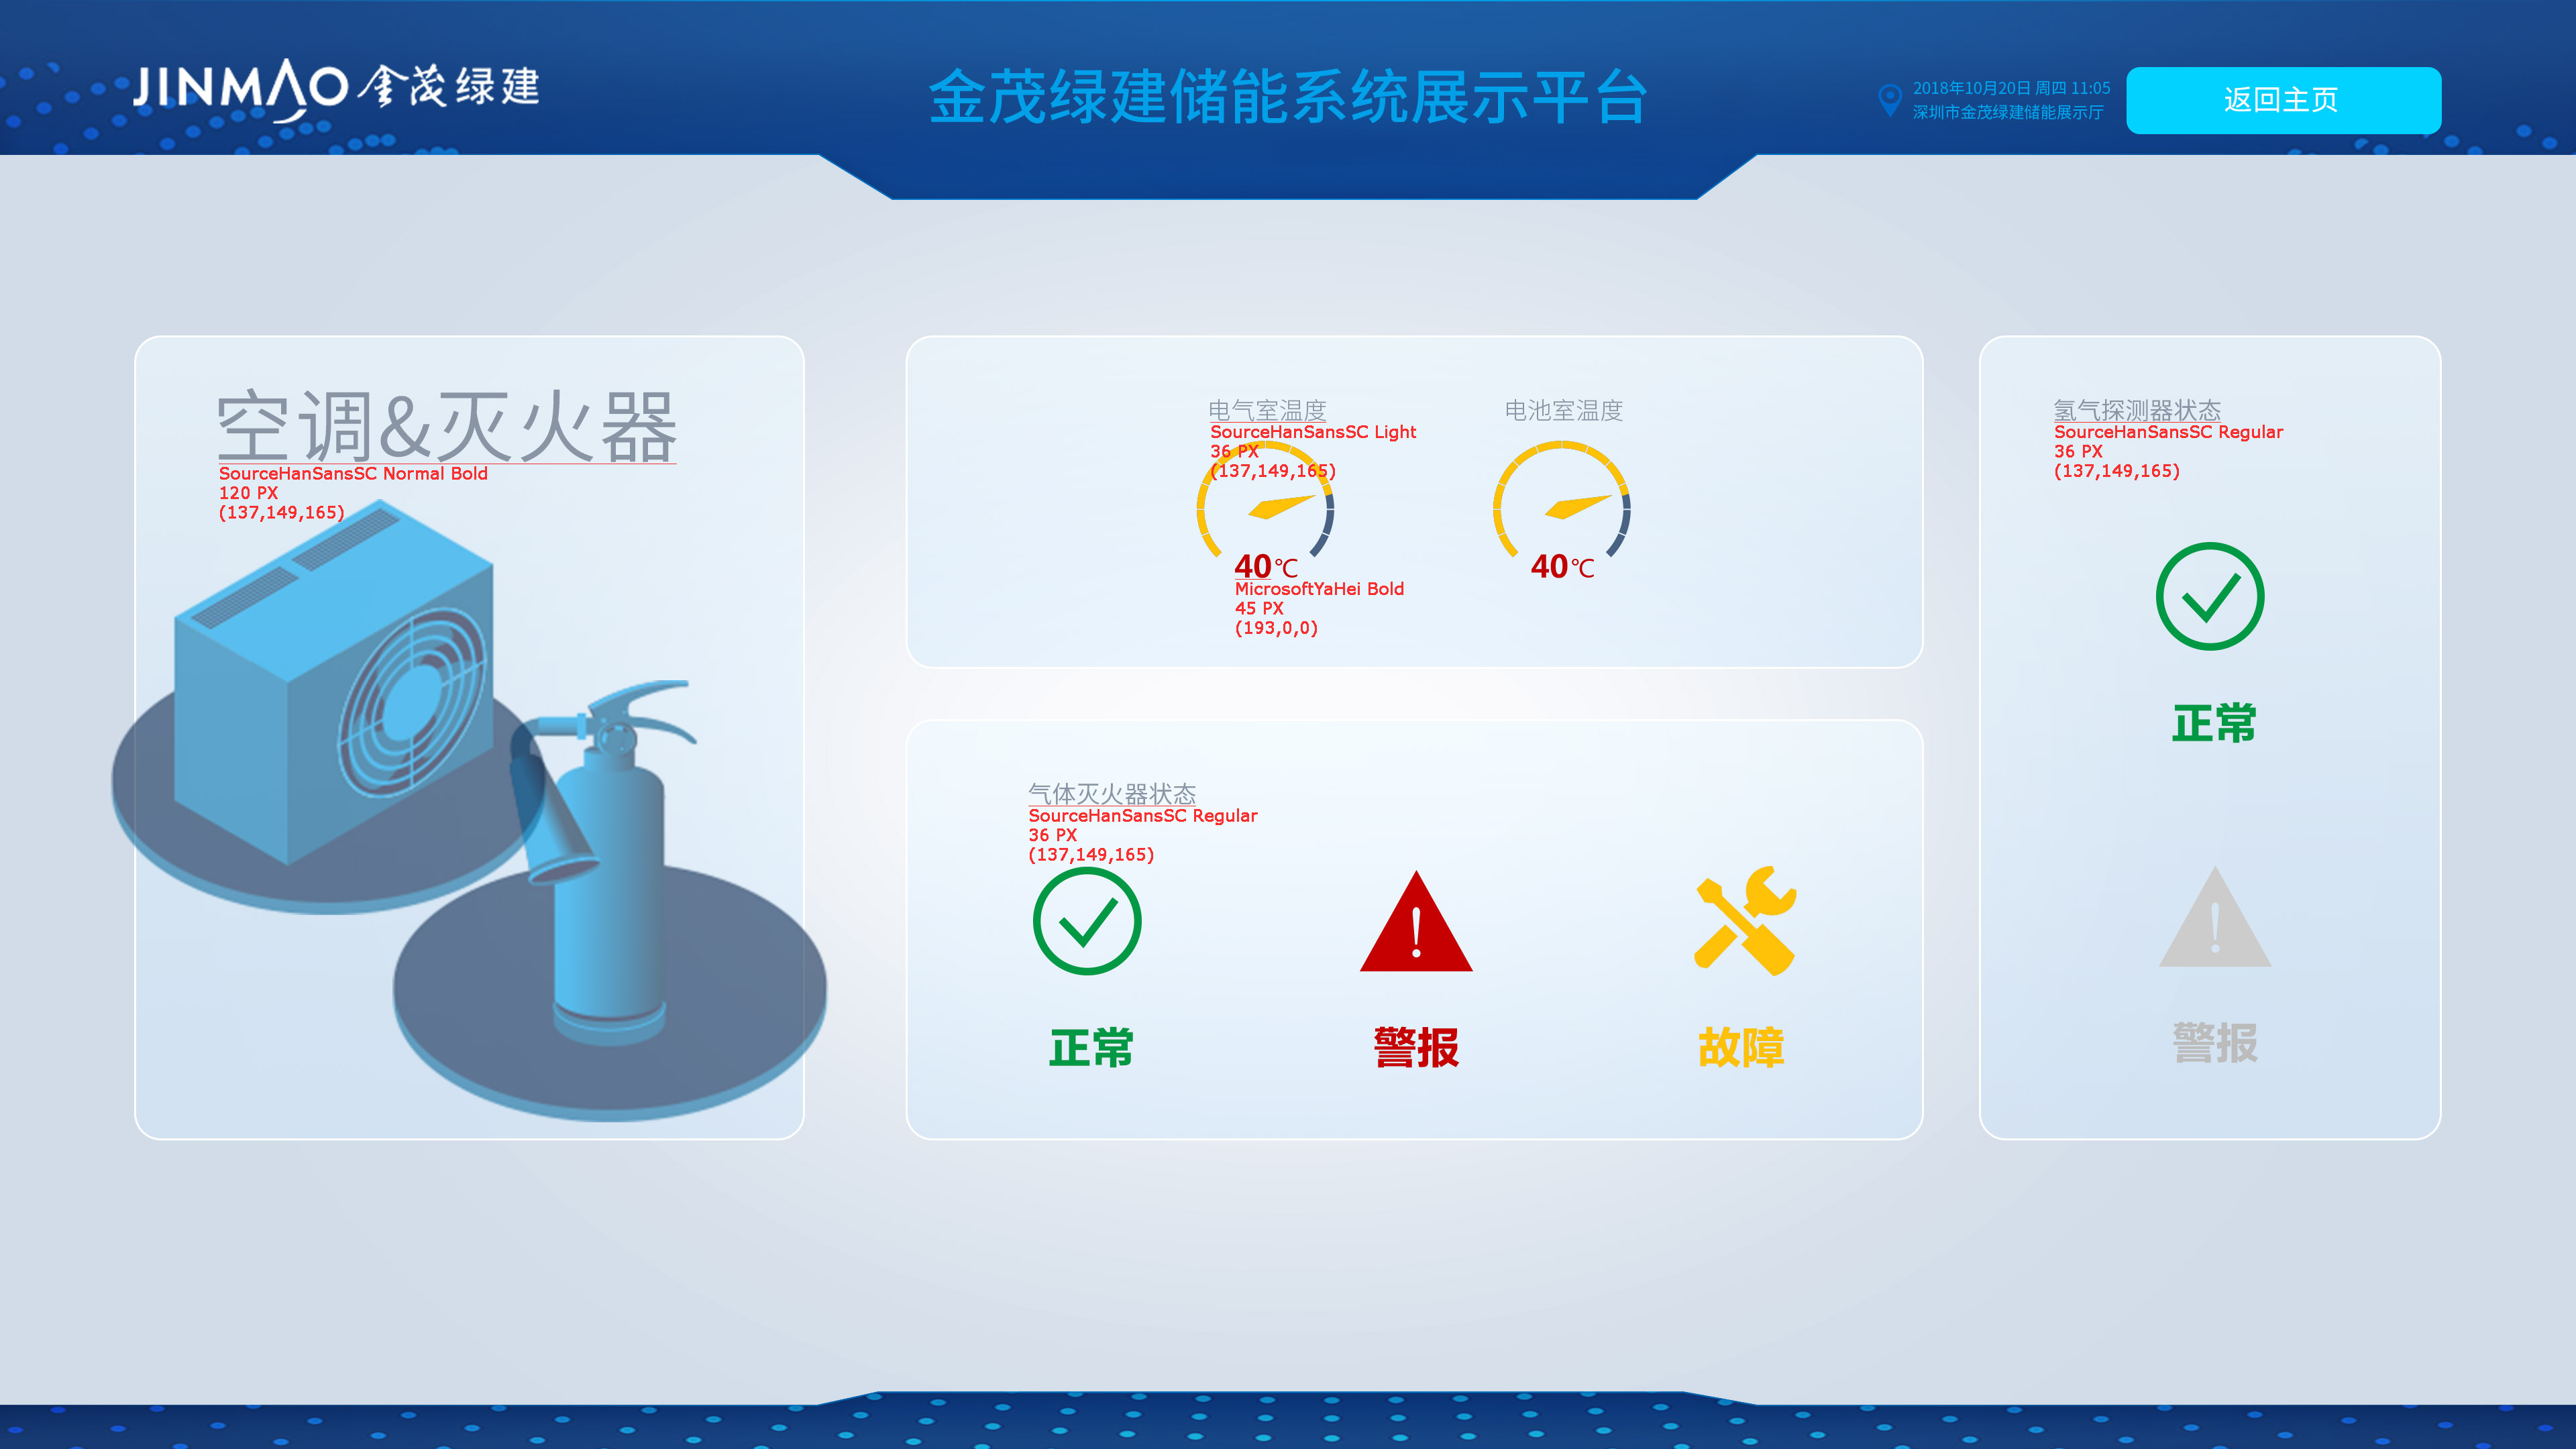 JINMAO 金茂绿建
金茂绿建储能系统展示平台
2018年10月20日 周四 11:05
深圳市金茂绿建储能展示厅
返回主页
空调&灭火器
SourceHanSansSC Normal Bold
120 PX
(137,149,165)
电气室温度
SourceHanSansSC Light
36 PX
(137,149,165)
40℃
MicrosoftYaHei Bold
45 PX
(193,0,0)
电池室温度
40℃
气体灭火器状态
SourceHanSansSC Regular
36 PX
(137,149,165)
正常
警报
故障
氢气探测器状态
SourceHanSansSC Regular
36 PX
(137,149,165)
正常
警报